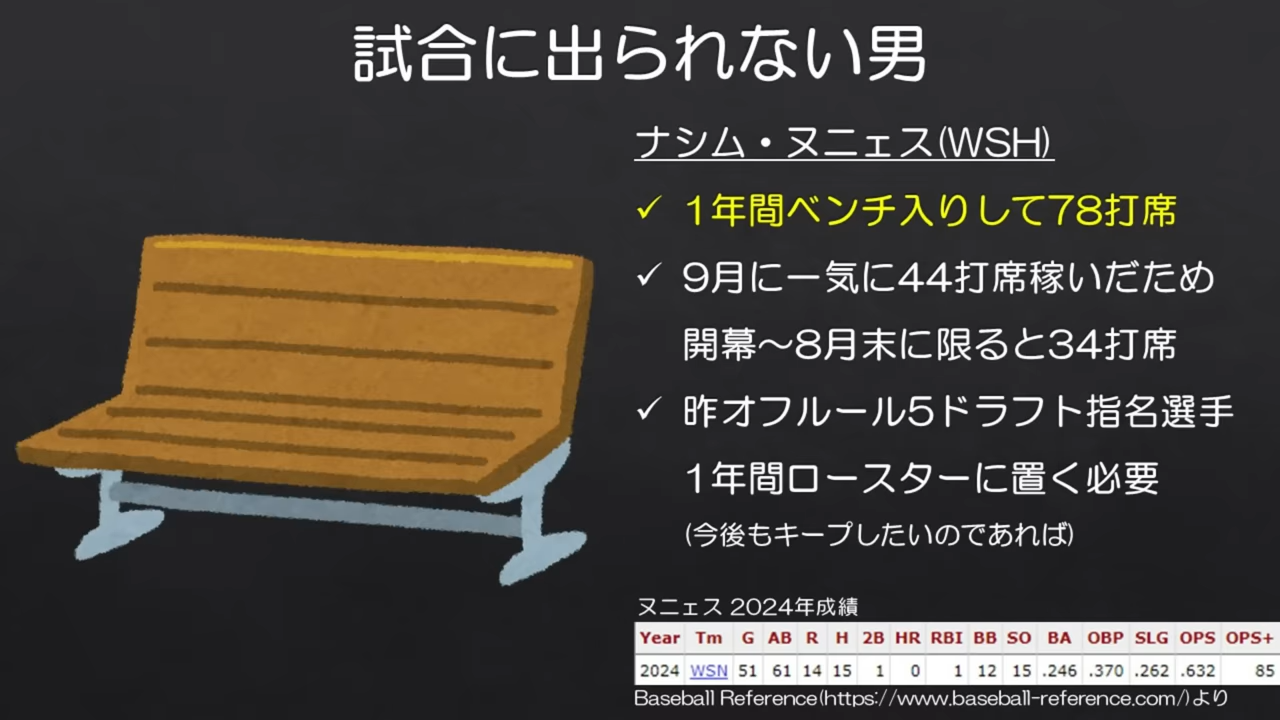 試合に出られない男
ナシム・ヌニェス(WSH)
✓ 1年間ベンチ入りして78打席
✓ 9月に一気に44打席稼いだため
開幕～8月末に限ると34打席
✓ 昨オフルール5ドラフト指名選手
1年間ロースターに置く必要
(今後もキープしたいのであれば)
ヌニェス 2024年成績
Year Tm G AB R H 2B HR RBI BB SO BA OBP SLG OPS OPS+
2024 WSN 51 61 14 15 1 0 1 12 15 .246 .370 .262 .632 85
Baseball Reference(https://www.baseball-reference.com/)より